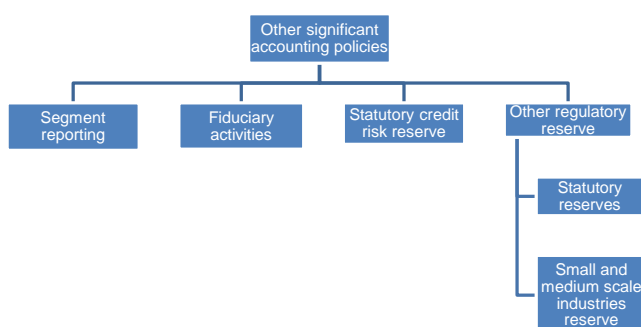 Other significant
accounting policies
Segment
reporting
Fiduciary
activities
Statutory credit
risk reserve
Other regulatory
reserve
Statutory
reserves
Small and
medium scale
industries
reserve